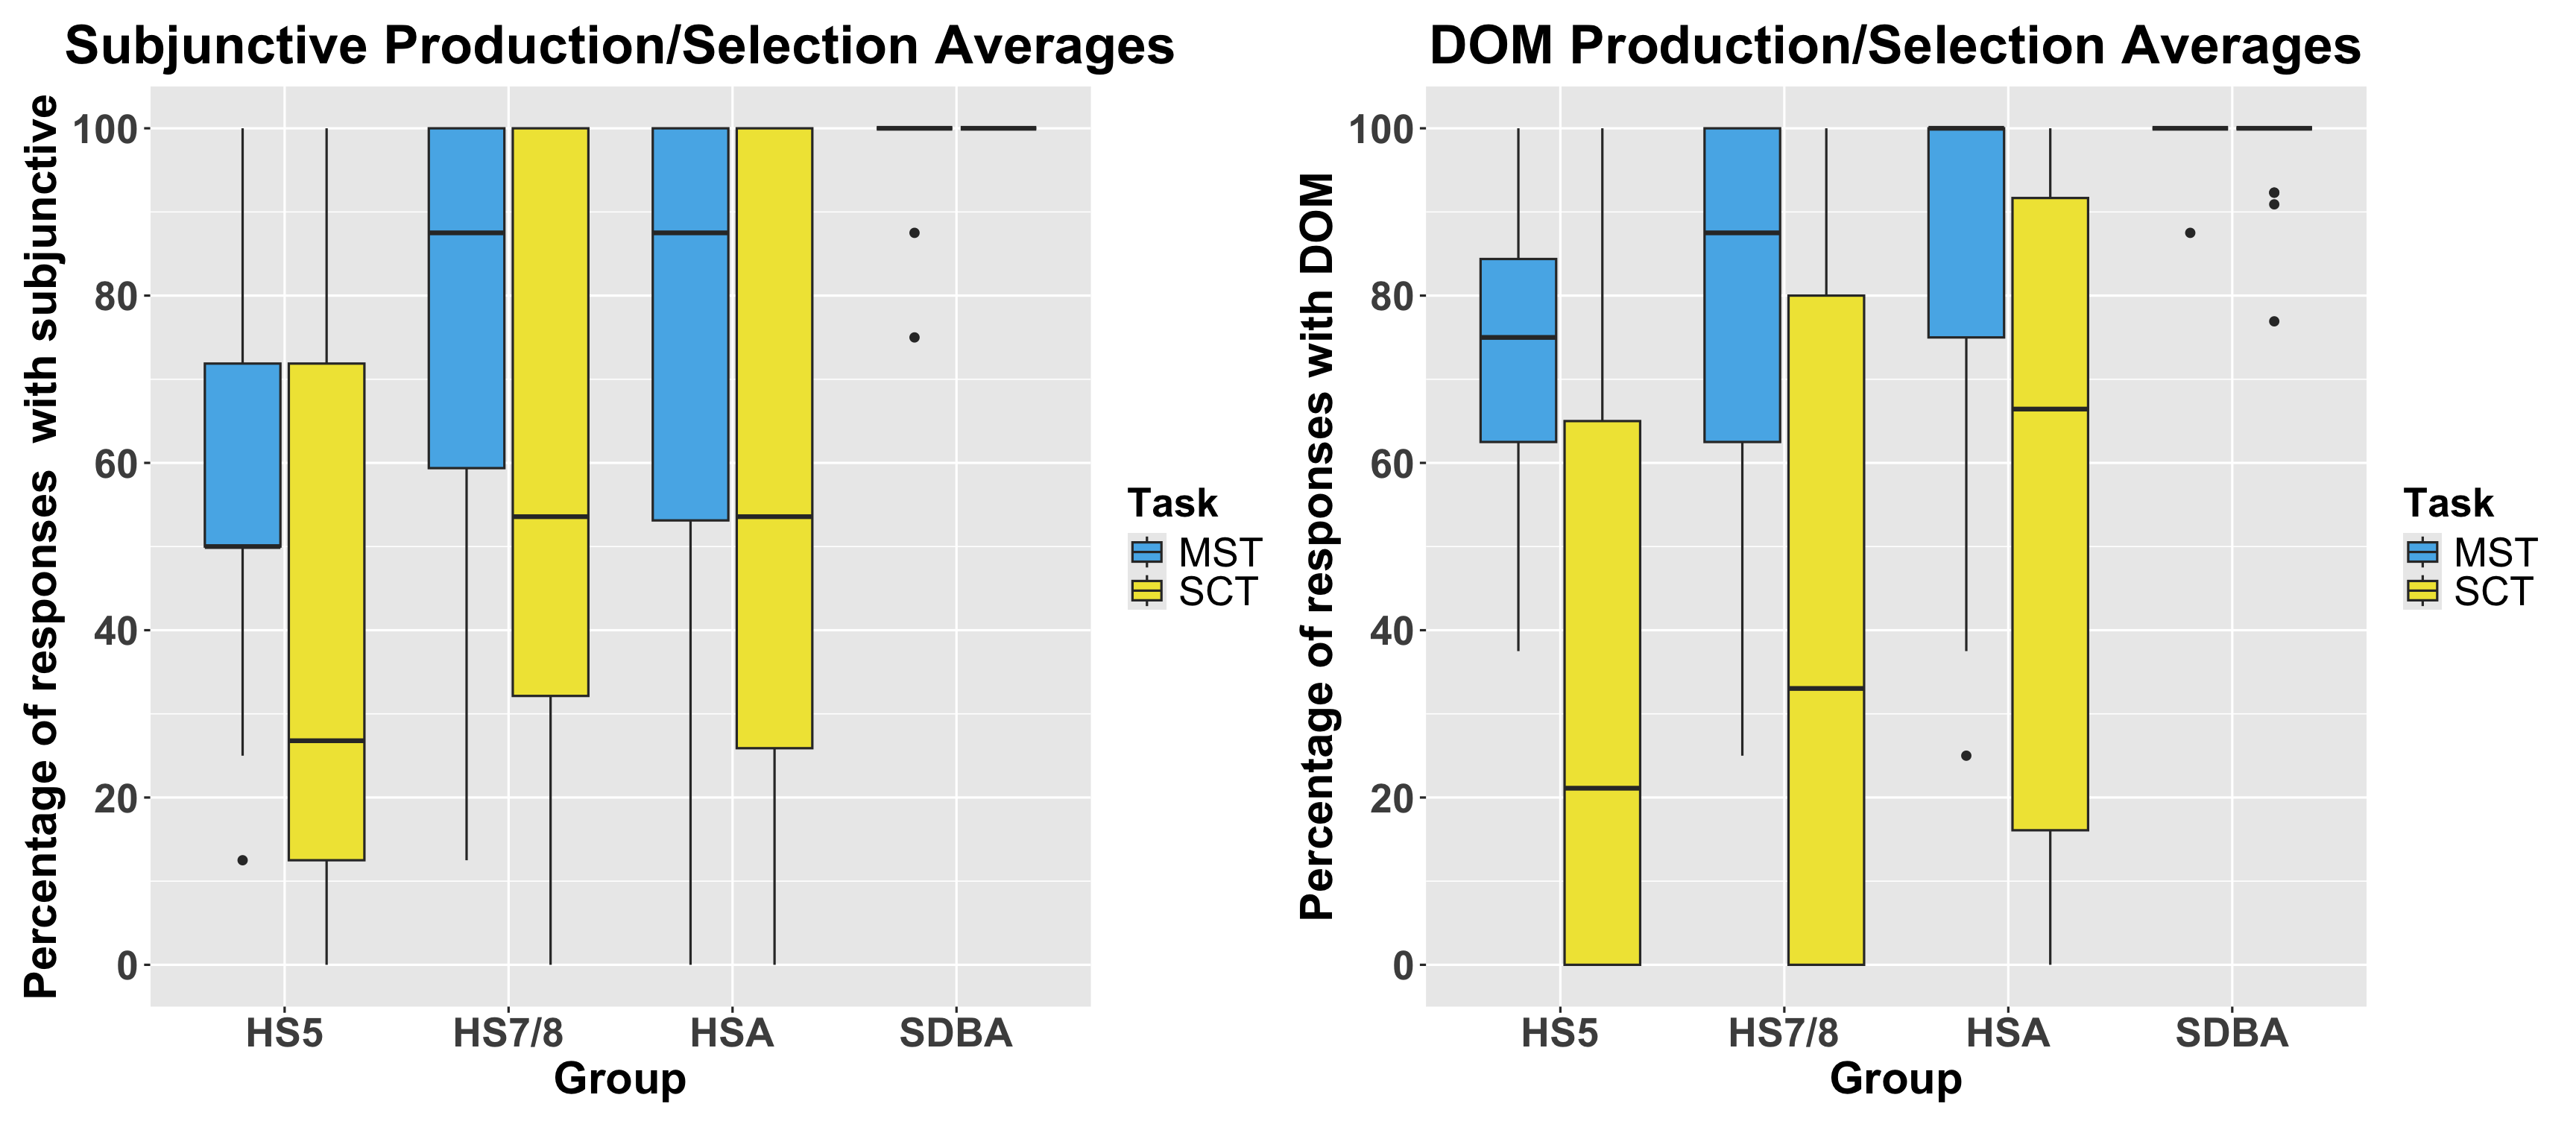 Subjunctive Production/Selection Averages
Percentage of responses with subjunctive
100
80
60
40
20
0
HS5 HS7/8 HSA SDBA
Group
Task
MST
SCT
DOM Production/Selection Averages
Percentage of responses with DOM
100
80
60
40
20
0
HS5 HS7/8 HSA SDBA
Group
Task
MST
SCT